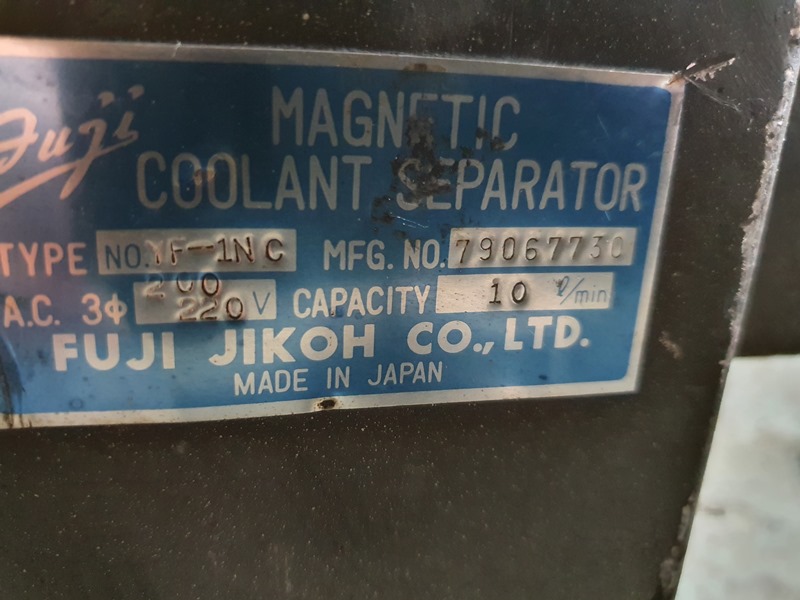 Fuji
MAGNETIC
COOLANT SEPARATOR
TYPE NO. YF-1NC MFG. NO. 79067730
A.C. 3ϕ 200 220 V CAPACITY 10 ℓ/min
FUJI JIKOH CO., LTD.
MADE IN JAPAN